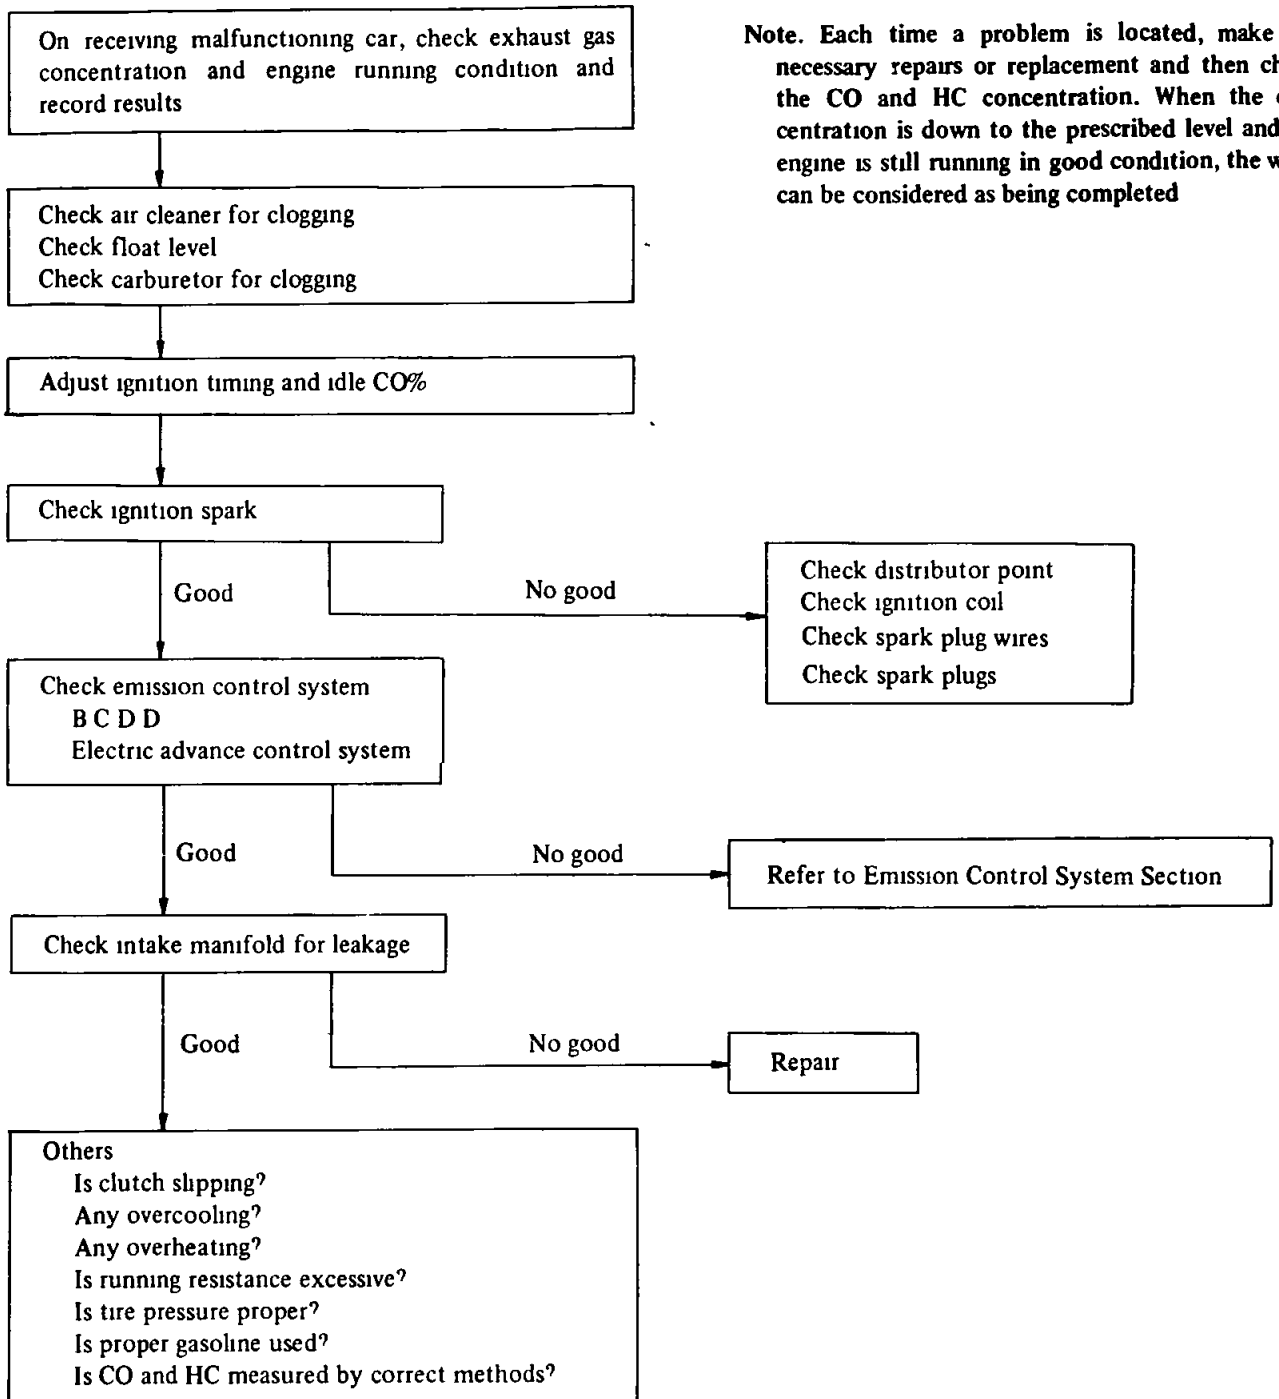 On receiving malfunctioning car, check exhaust gas
concentration and engine running condition and
record results
Note. Each time a problem is located, make
necessary repairs or replacement and then
the CO and HC concentration. When the
centration is down to the prescribed level and
engine is still running in good condition, the
can be considered as being completed
Check air cleaner for clogging
Check float level
Check carburetor for clogging
Adjust ignition timing and idle CO%
Check ignition spark
Good
No good
Check distributor point
Check ignition coil
Check spark plug wires
Check spark plugs
Check emission control system
B C D D
Electric advance control system
Good
No good
Refer to Emission Control System Section
Check intake manifold for leakage
Good
No good
Repair
Others
Is clutch slipping?
Any overcooling?
Any overheating?
Is running resistance excessive?
Is tire pressure proper?
Is proper gasoline used?
Is CO and HC measured by correct methods?